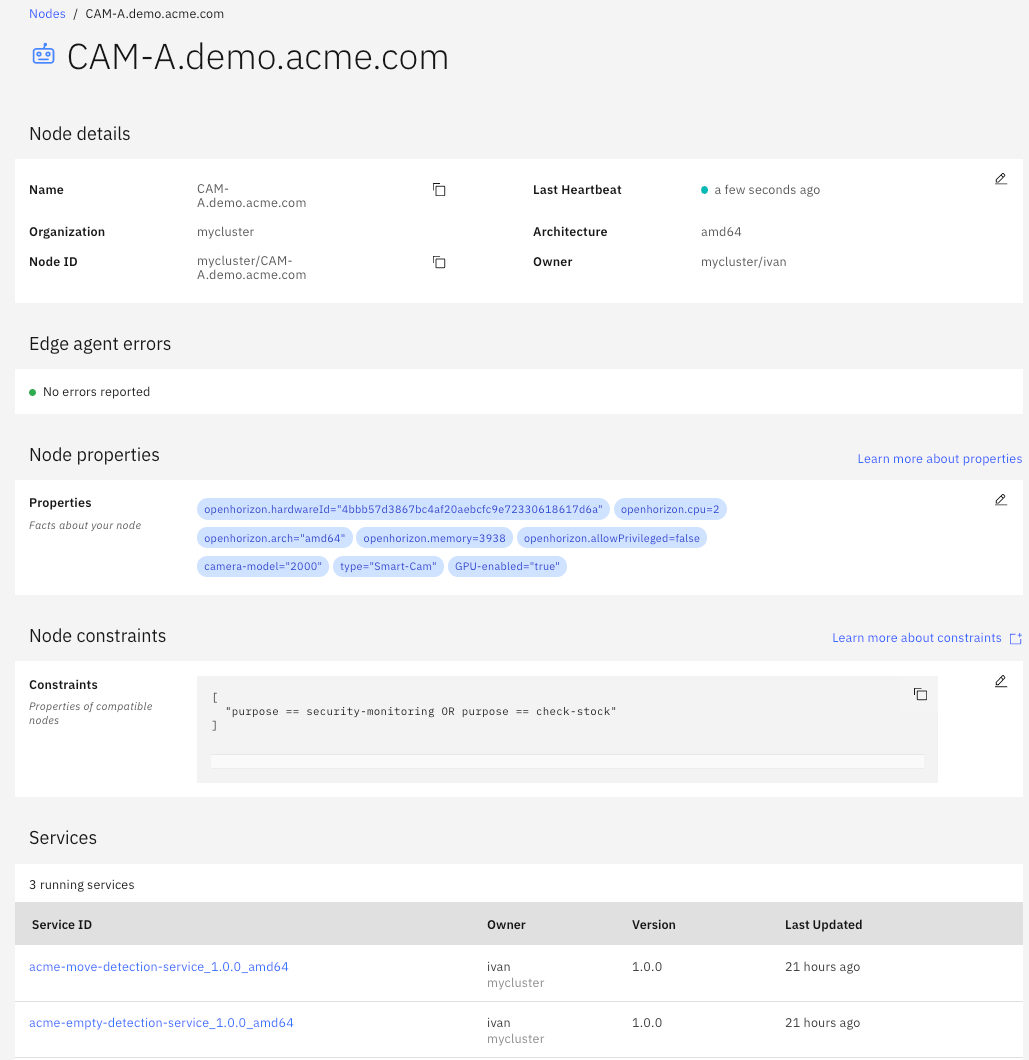 Nodes / CAM-A.demo.acme.com
CAM-A.demo.acme.com
Node details
Name
CAM-
A.demo.acme.com
Last Heartbeat
a few seconds ago
Organization
mycluster
Architecture
amd64
Node ID
mycluster/CAM-
A.demo.acme.com
Owner
mycluster/ivan
Edge agent errors
No errors reported
Node properties
Learn more about properties
Properties
Facts about your node
openhorizon.hardwareId="4bbb57d3867bc4af20aebcfc9e72330618617d6a" openhorizon.cpu=2
openhorizon.arch="amd64" openhorizon.memory=3938 openhorizon.allowPrivileged=false
camera-model="2000" type="Smart-Cam" GPU-enabled="true"
Node constraints
Learn more about constraints
Constraints
Properties of compatible
nodes
[
"purpose == security-monitoring OR purpose == check-stock"
]
Services
3 running services
Service ID Owner Version Last Updated
acme-move-detection-service_1.0.0_amd64 ivan 1.0.0 21 hours ago
mycluster
acme-empty-detection-service_1.0.0_amd64 ivan 1.0.0 21 hours ago
mycluster